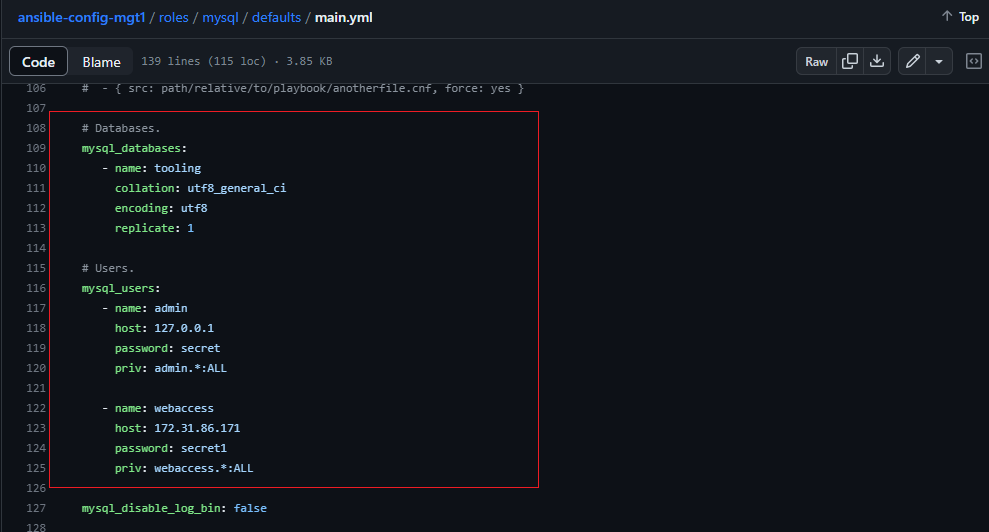 ansible-config-mgt1 / roles / mysql / defaults / main.yml
Top
Code Blame 139 lines (115 loc) · 3.85 KB
Raw
106 #  - { src: path/relative/to/playbook/anotherfile.cnf, force: yes }
107
108 # Databases.
109 mysql_databases:
110    - name: tooling
111      collation: utf8_general_ci
112      encoding: utf8
113      replicate: 1
114
115 # Users.
116 mysql_users:
117    - name: admin
118      host: 127.0.0.1
119      password: secret
120      priv: admin.*:ALL
121
122    - name: webaccess
123      host: 172.31.86.171
124      password: secret1
125      priv: webaccess.*:ALL
126
127 mysql_disable_log_bin: false
128